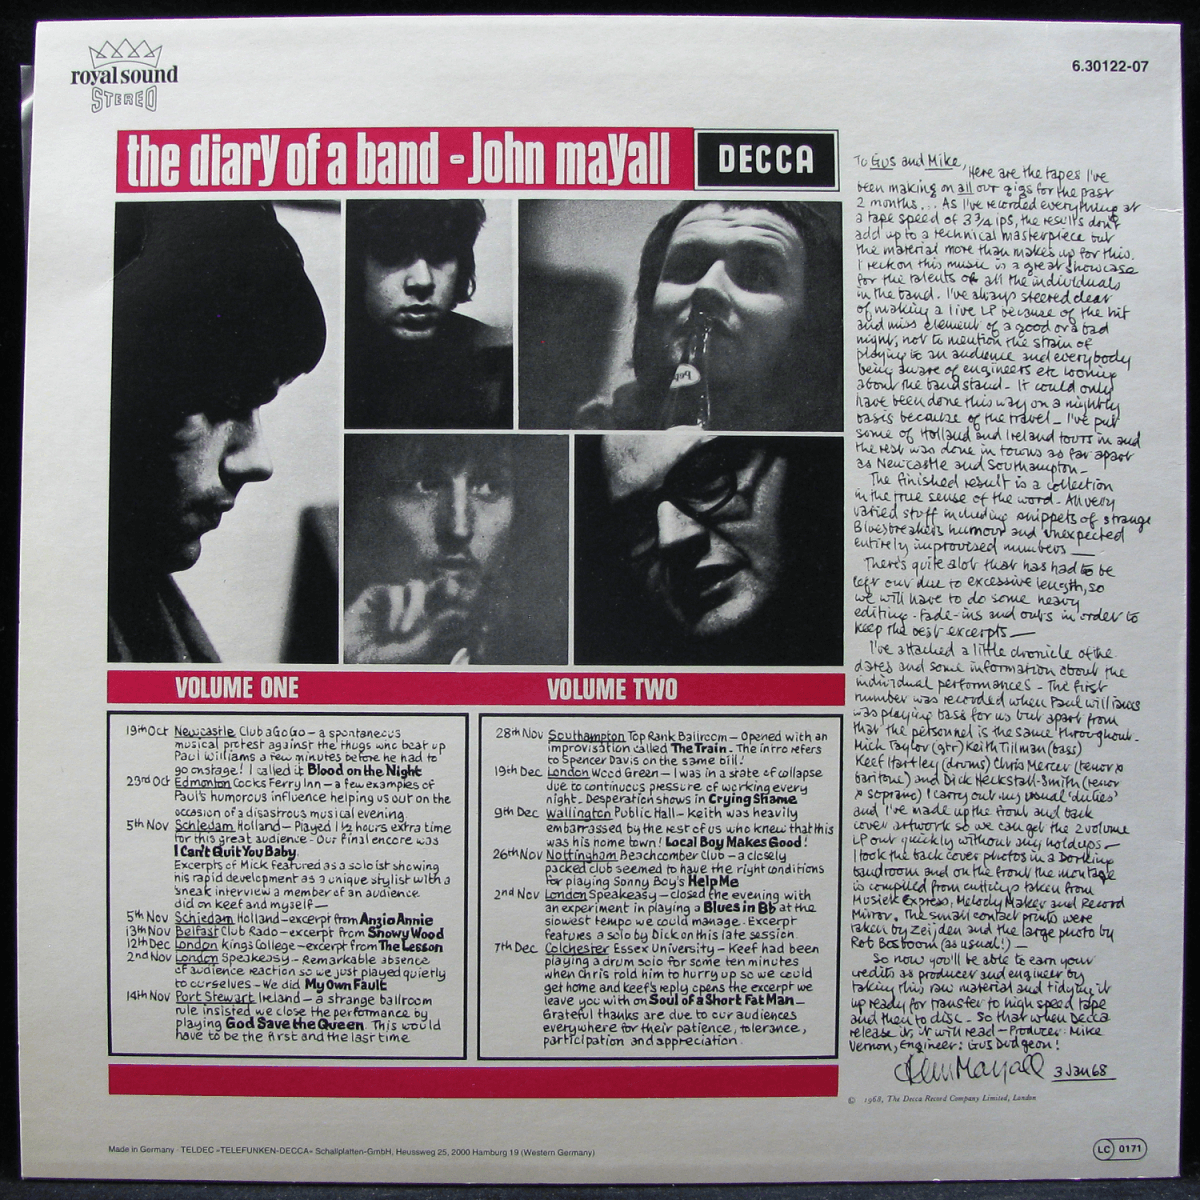 royal sound
STEREO
6.30122-07
the diary of a band - John mayall
DECCA
To Gus and Mike,
Here are the tapes I've
been making on all our gigs for the past
2 months... As I've recorded everything at
a tape speed of 3¾ ips, the results don't
add up to a technical masterpiece but
the material more than makes up for this.
I reckon this music is a great showcase
for the talents of all the individuals
in the band. I've always steered clear
of making a live LP because of the hit
and miss element of a good or a bad
night, not to mention the strain of
playing to an audience and everybody
being aware of engineers etc looning
about the bandstand - It could only
have been done this way on a nightly
basis because of the travel - I've put
some of Holland and Ireland tours in and
the rest was done in towns as far apart
as Newcastle and Southampton -
The finished result is a collection
in the true sense of the word - All very
varied stuff including snippets of strange
Bluesbreakers humour and unexpected
entirely improvised numbers —
There's quite a lot that has had to be
left out due to excessive length, so
we will have to do some heavy
editing - fade-ins and outs in order to
keep the best excerpts —
I've attached a little chronicle of the
dates and some information about the
individual performances - The first
number was recorded when Paul Williams
was playing bass for us but apart from
that the personnel is the same throughout -
Mick Taylor (gtr) Keith Tillman (bass)
Keef Hartley (drums) Chris Mercer (tenor &
baritone) and Dick Heckstall-Smith (tenor
& soprano) I carry out my usual 'duties'
and I've made up the front and back
cover artwork so we can get the 2 volume
LP out quickly without any holdups -
I took the back cover photos in a Dorking
bandroom and on the front the montage
is compiled from cuttings taken from
Musiek Express, Melody Maker and Record
Mirror. The small contact prints were
taken by Zeijden and the large photo by
Rob Bosboom (as usual!) —
So now you'll be able to earn your
credits as producer and engineer by
taking this raw material and tidying it
up ready for transfer to high speed tape
and then to disc - So that when Decca
release it, it will read - Producer: Mike
Vernon, Engineer: Gus Dudgeon!
John Mayall 3 Jan 68
© 1968, The Decca Record Company Limited, London
VOLUME ONE
19th Oct Newcastle Club a Go Go - a spontaneous
musical protest against the thugs who beat up
Paul Williams a few minutes before he had to
go onstage! I called it Blood on the Night
23rd Oct Edmonton Cocks Ferry Inn - a few examples of
Paul's humorous influence helping us out on the
occasion of a disastrous musical evening.
5th Nov Schiedam Holland - Played 1½ hours extra time
for this great audience - Our final encore was
I Can't Quit You Baby.
Excerpts of Mick featured as a soloist showing
his rapid development as a unique stylist with a
sneak interview a member of an audience
did on Keef and myself —
5th Nov Schiedam Holland - excerpt from Anzio Annie
13th Nov Belfast Club Rado - excerpt from Snowy Wood
12th Dec London Kings College - excerpt from The Lesson
2nd Nov London Speakeasy - Remarkable absence
of audience reaction so we just played quietly
to ourselves - We did My Own Fault
14th Nov Port Stewart Ireland - a strange ballroom
rule insisted we close the performance by
playing God Save the Queen. This would
have to be the first and the last time
VOLUME TWO
28th Nov Southampton Top Rank Ballroom - Opened with an
improvisation called The Train. The intro refers
to Spencer Davis on the same bill!
19th Dec London Wood Green - I was in a state of collapse
due to continuous pressure of working every
night - Desperation shows in Crying Shame
9th Dec Wallington Public Hall - Keith was heavily
embarrassed by the rest of us who knew that this
was his home town! Local Boy Makes Good!
26th Nov Nottingham Beachcomber Club - a closely
packed club seemed to have the right conditions
for playing Sonny Boy's Help Me
2nd Nov London Speakeasy - closed the evening with
an experiment in playing a Blues in Bb at the
slowest tempo we could manage. Excerpt
features a solo by Dick on this late session
7th Dec Colchester Essex University - Keef had been
playing a drum solo for some ten minutes
when Chris told him to hurry up so we could
get home and Keef's reply opens the excerpt we
leave you with on Soul of a Short Fat Man -
Grateful thanks are due to our audiences
everywhere for their patience, tolerance,
participation and appreciation.
Made in Germany · TELDEC »TELEFUNKEN-DECCA« Schallplatten-GmbH, Heussweg 25, 2000 Hamburg 19 (Western Germany)
LC 0171